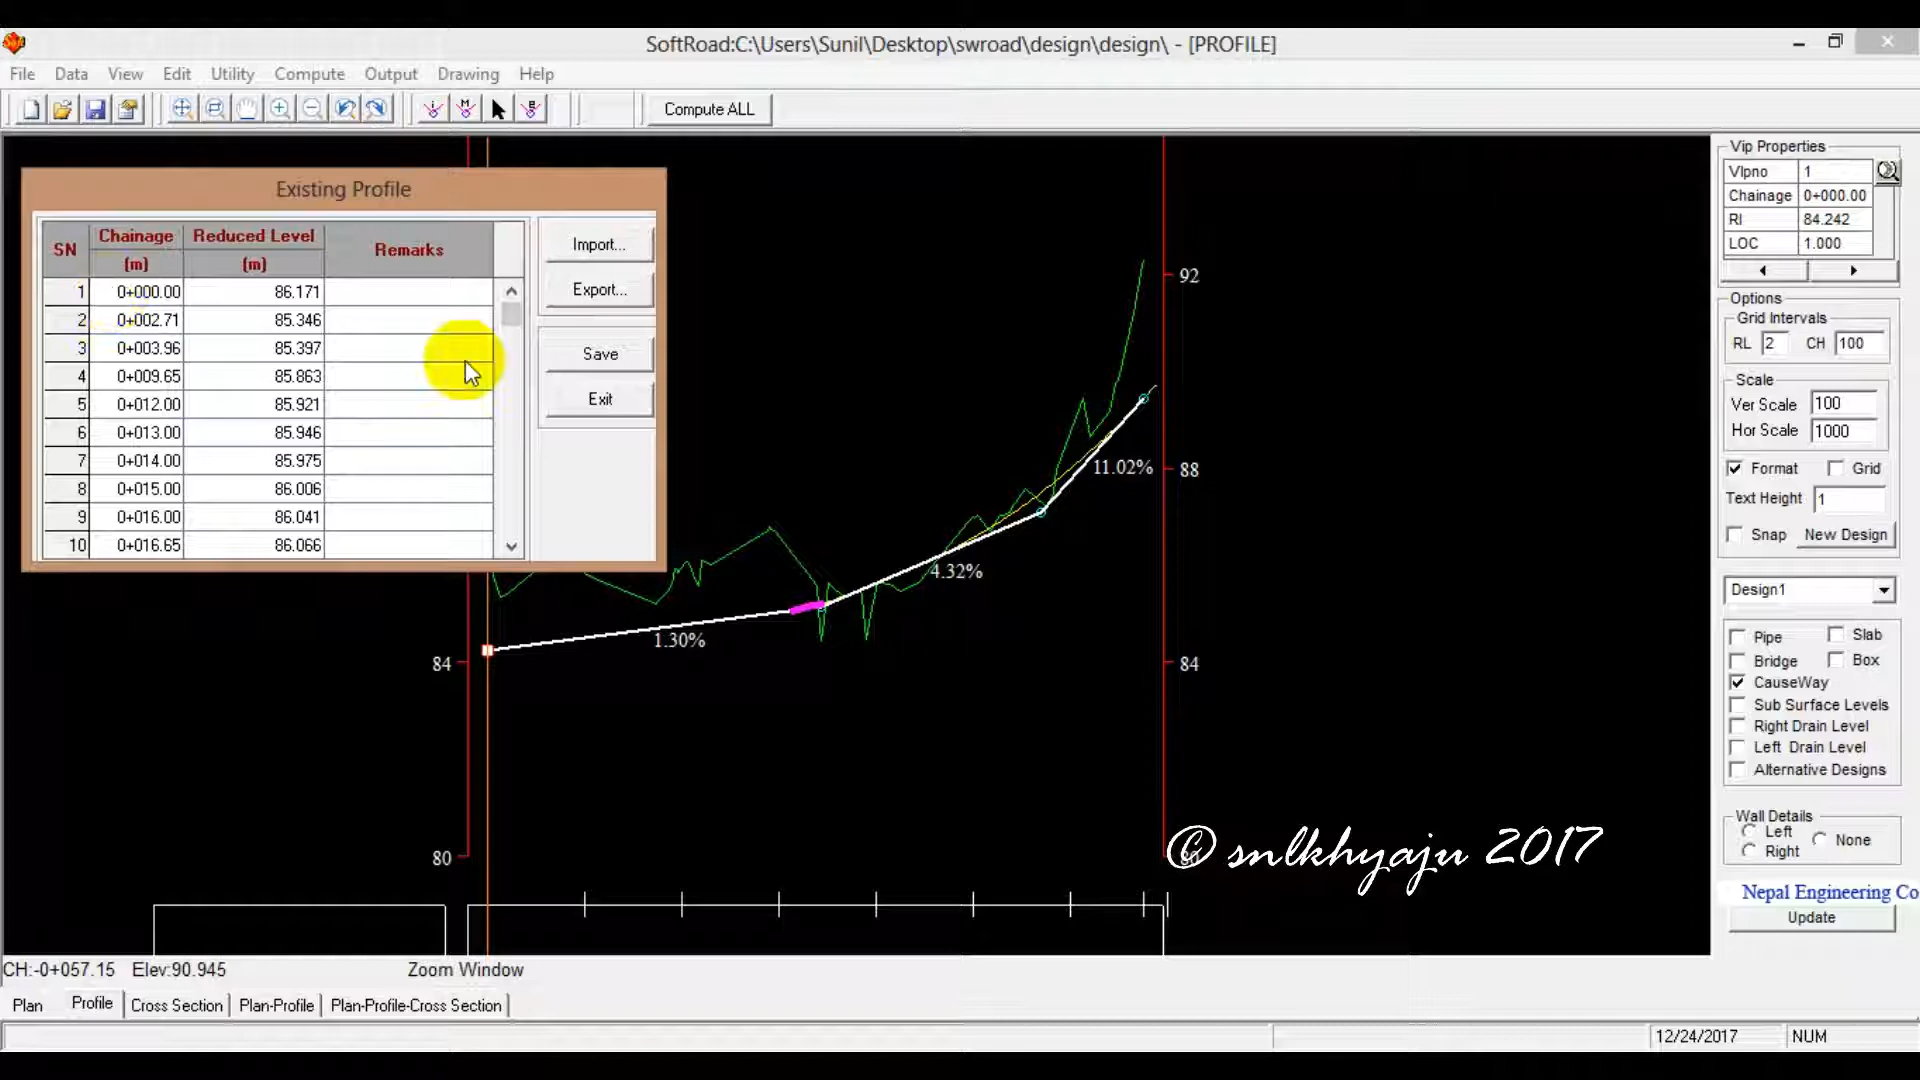 SoftRoad:C:\Users\Sunil\Desktop\swroad\design\design\ - [PROFILE]
File Data View Edit Utility Compute Output Drawing Help
Compute ALL
Existing Profile
SN Chainage (m) Reduced Level (m) Remarks
1 0+000.00 86.171
2 0+002.71 85.346
3 0+003.96 85.397
4 0+009.65 85.863
5 0+012.00 85.921
6 0+013.00 85.946
7 0+014.00 85.975
8 0+015.00 86.006
9 0+016.00 86.041
10 0+016.65 86.066
Import...
Export...
Save
Exit
92
88
84
84
80
11.02%
4.32%
1.30%
© snlkhyaju 2017
Vip Properties
VIpno 1
Chainage 0+000.00
Rl 84.242
LOC 1.000
Options
Grid Intervals
RL 2 CH 100
Scale
Ver Scale 100
Hor Scale 1000
Format Grid
Text Height 1
Snap New Design
Design1
Pipe Slab
Bridge Box
CauseWay
Sub Surface Levels
Right Drain Level
Left Drain Level
Alternative Designs
Wall Details
Left
Right
None
Nepal Engineering Co
Update
CH:-0+057.15 Elev:90.945 Zoom Window
Plan Profile Cross Section Plan-Profile Plan-Profile-Cross Section
12/24/2017 NUM